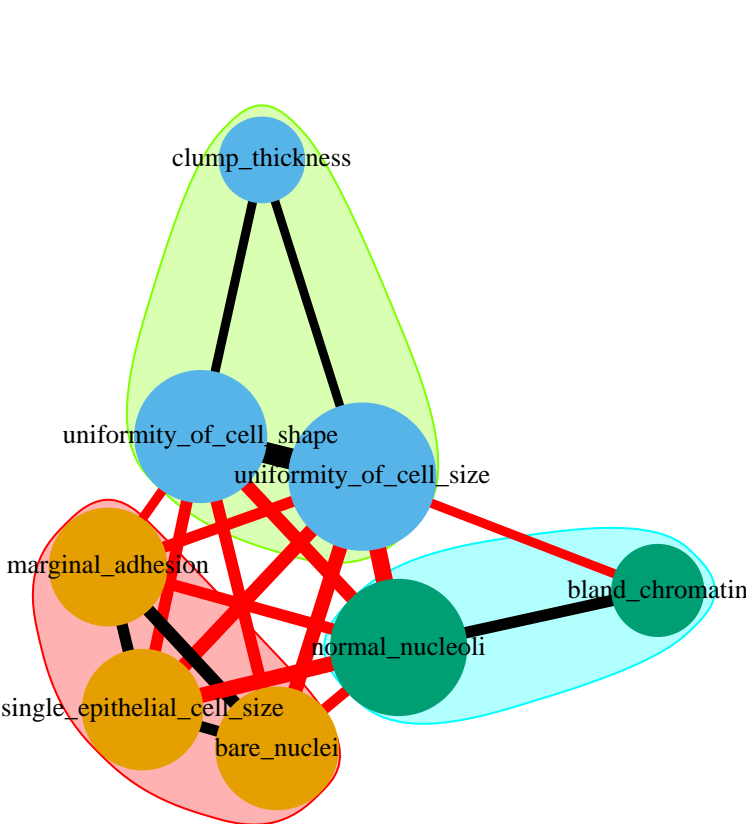 clump_thickness
uniformity_of_cell_shape
uniformity_of_cell_size
marginal_adhesion
bland_chromatin
normal_nucleoli
single_epithelial_cell_size
bare_nuclei